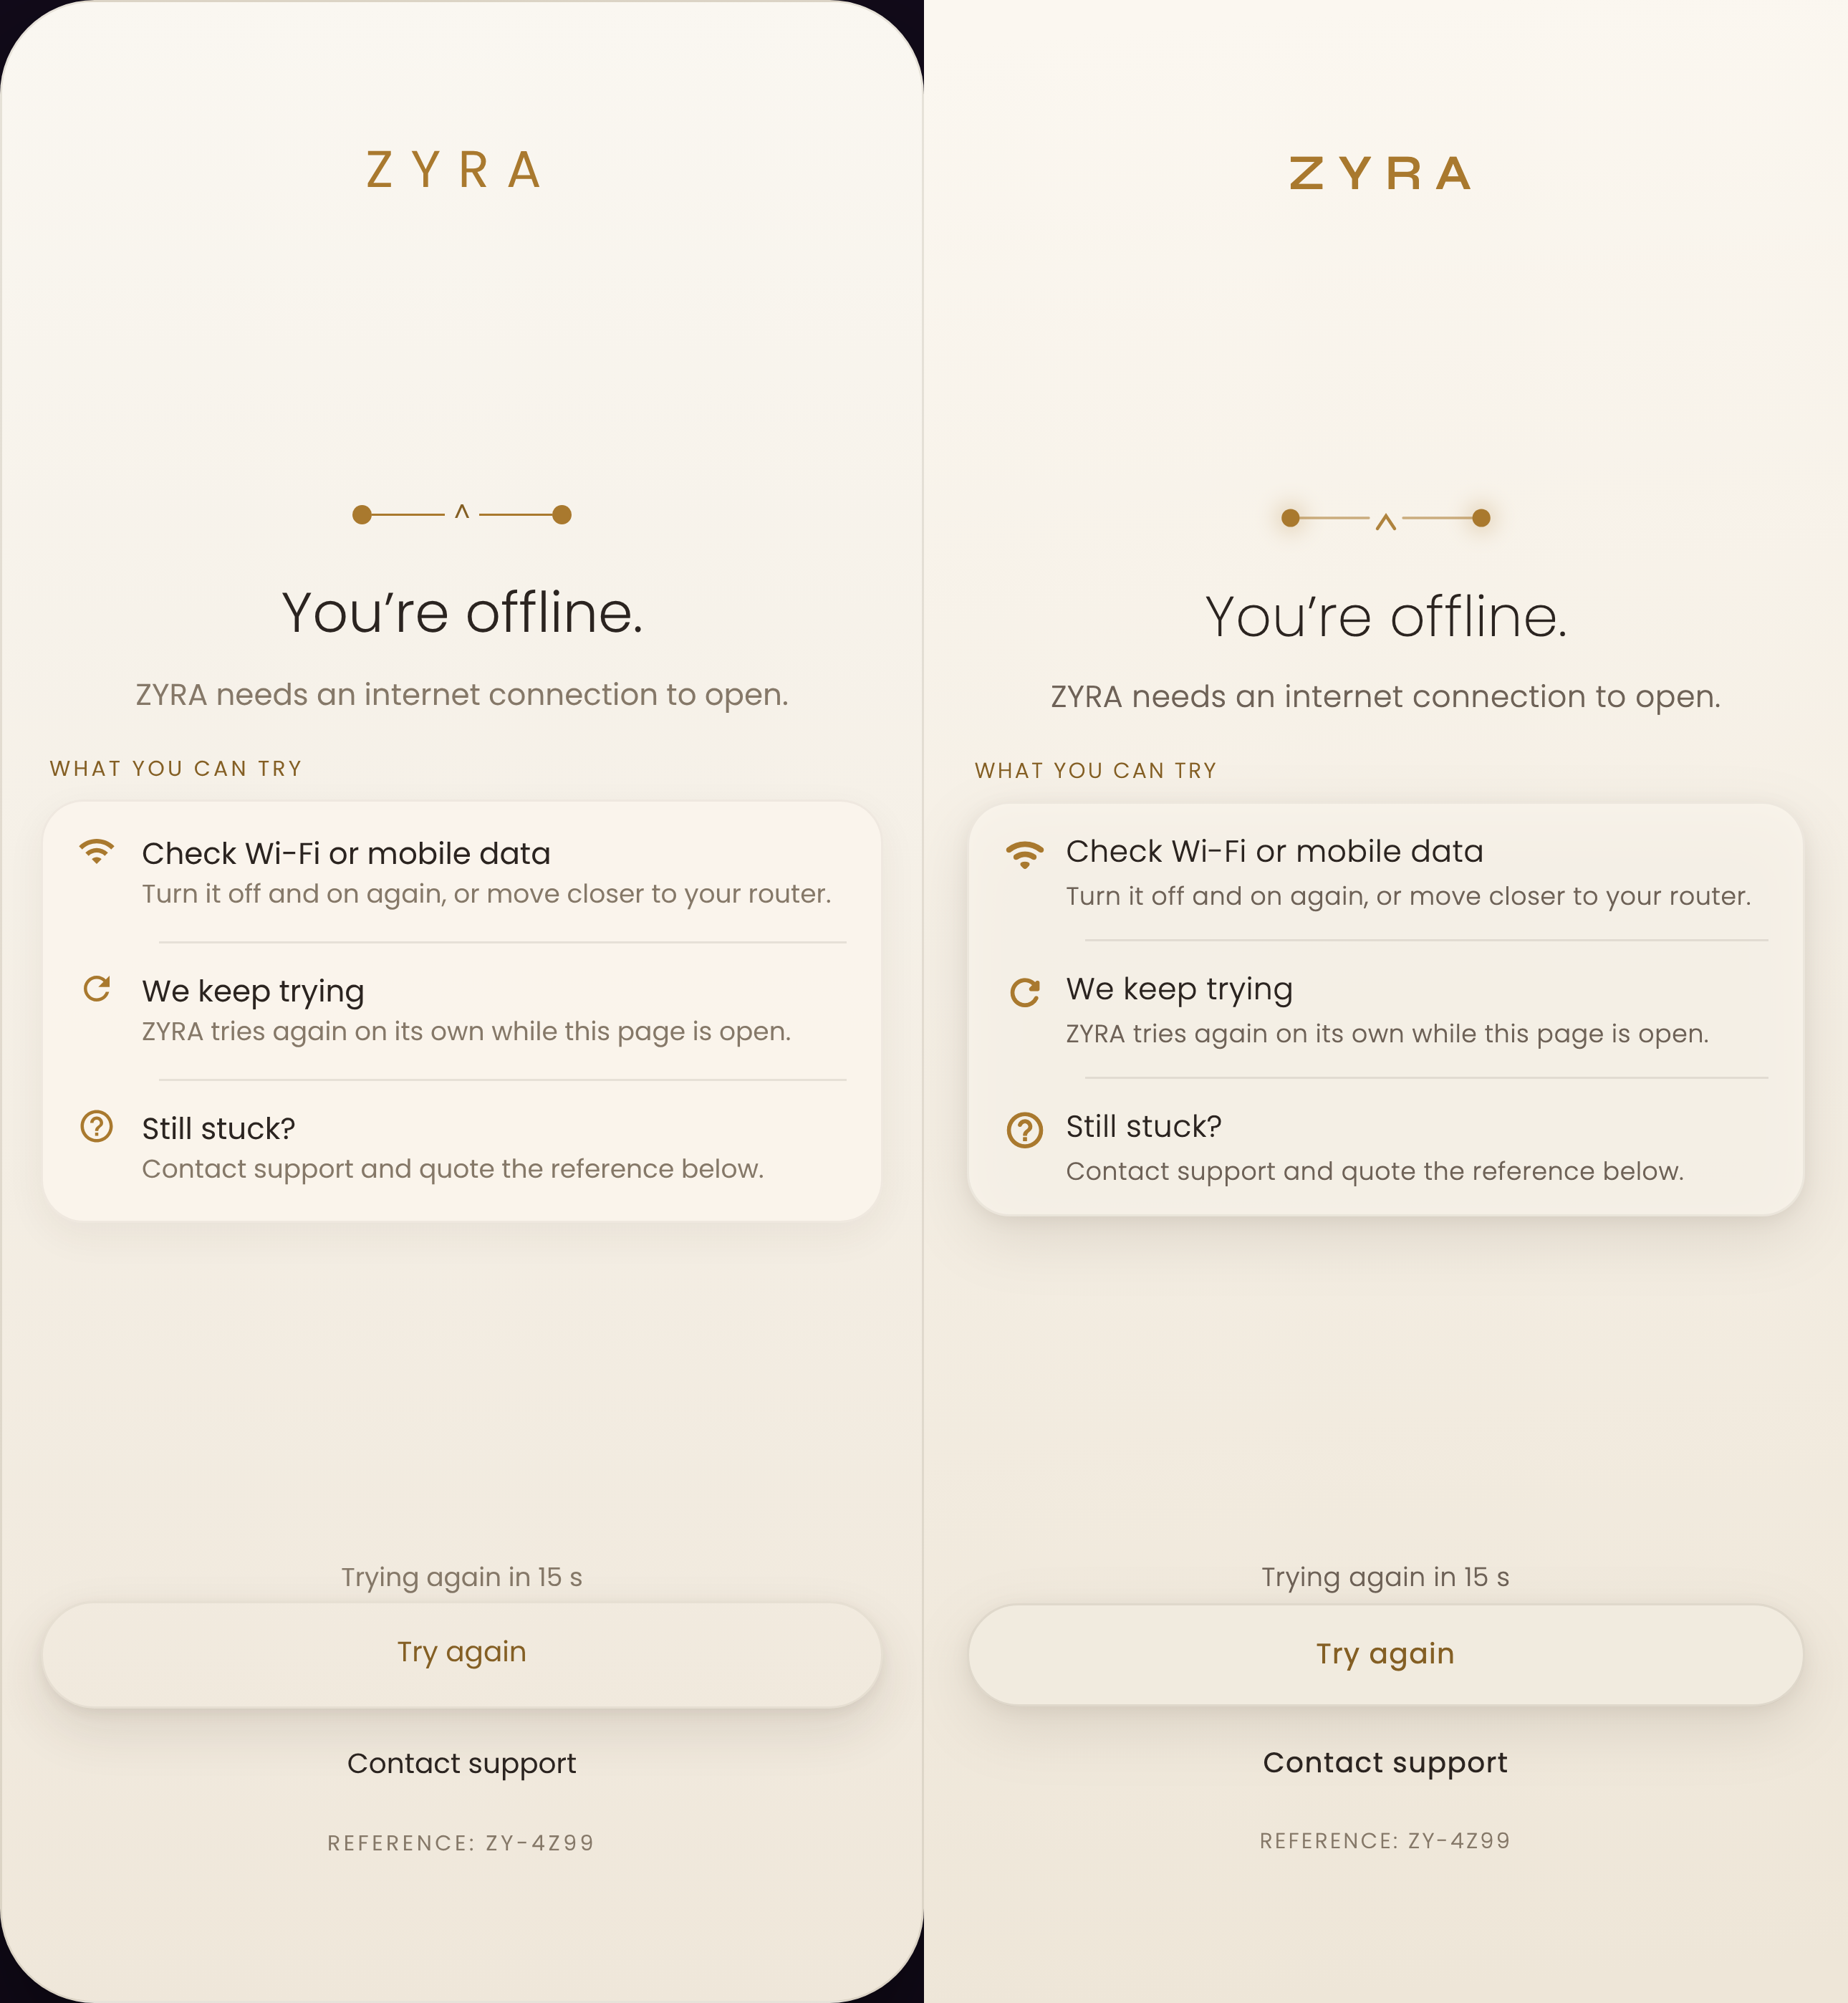 ZYRA
You’re offline.
ZYRA needs an internet connection to open.
WHAT YOU CAN TRY
Check Wi-Fi or mobile data
Turn it off and on again, or move closer to your router.
We keep trying
ZYRA tries again on its own while this page is open.
Still stuck?
Contact support and quote the reference below.
Trying again in 15 s
Try again
Contact support
REFERENCE: ZY-4Z99
ZYRA
You’re offline.
ZYRA needs an internet connection to open.
WHAT YOU CAN TRY
Check Wi-Fi or mobile data
Turn it off and on again, or move closer to your router.
We keep trying
ZYRA tries again on its own while this page is open.
Still stuck?
Contact support and quote the reference below.
Trying again in 15 s
Try again
Contact support
REFERENCE: ZY-4Z99